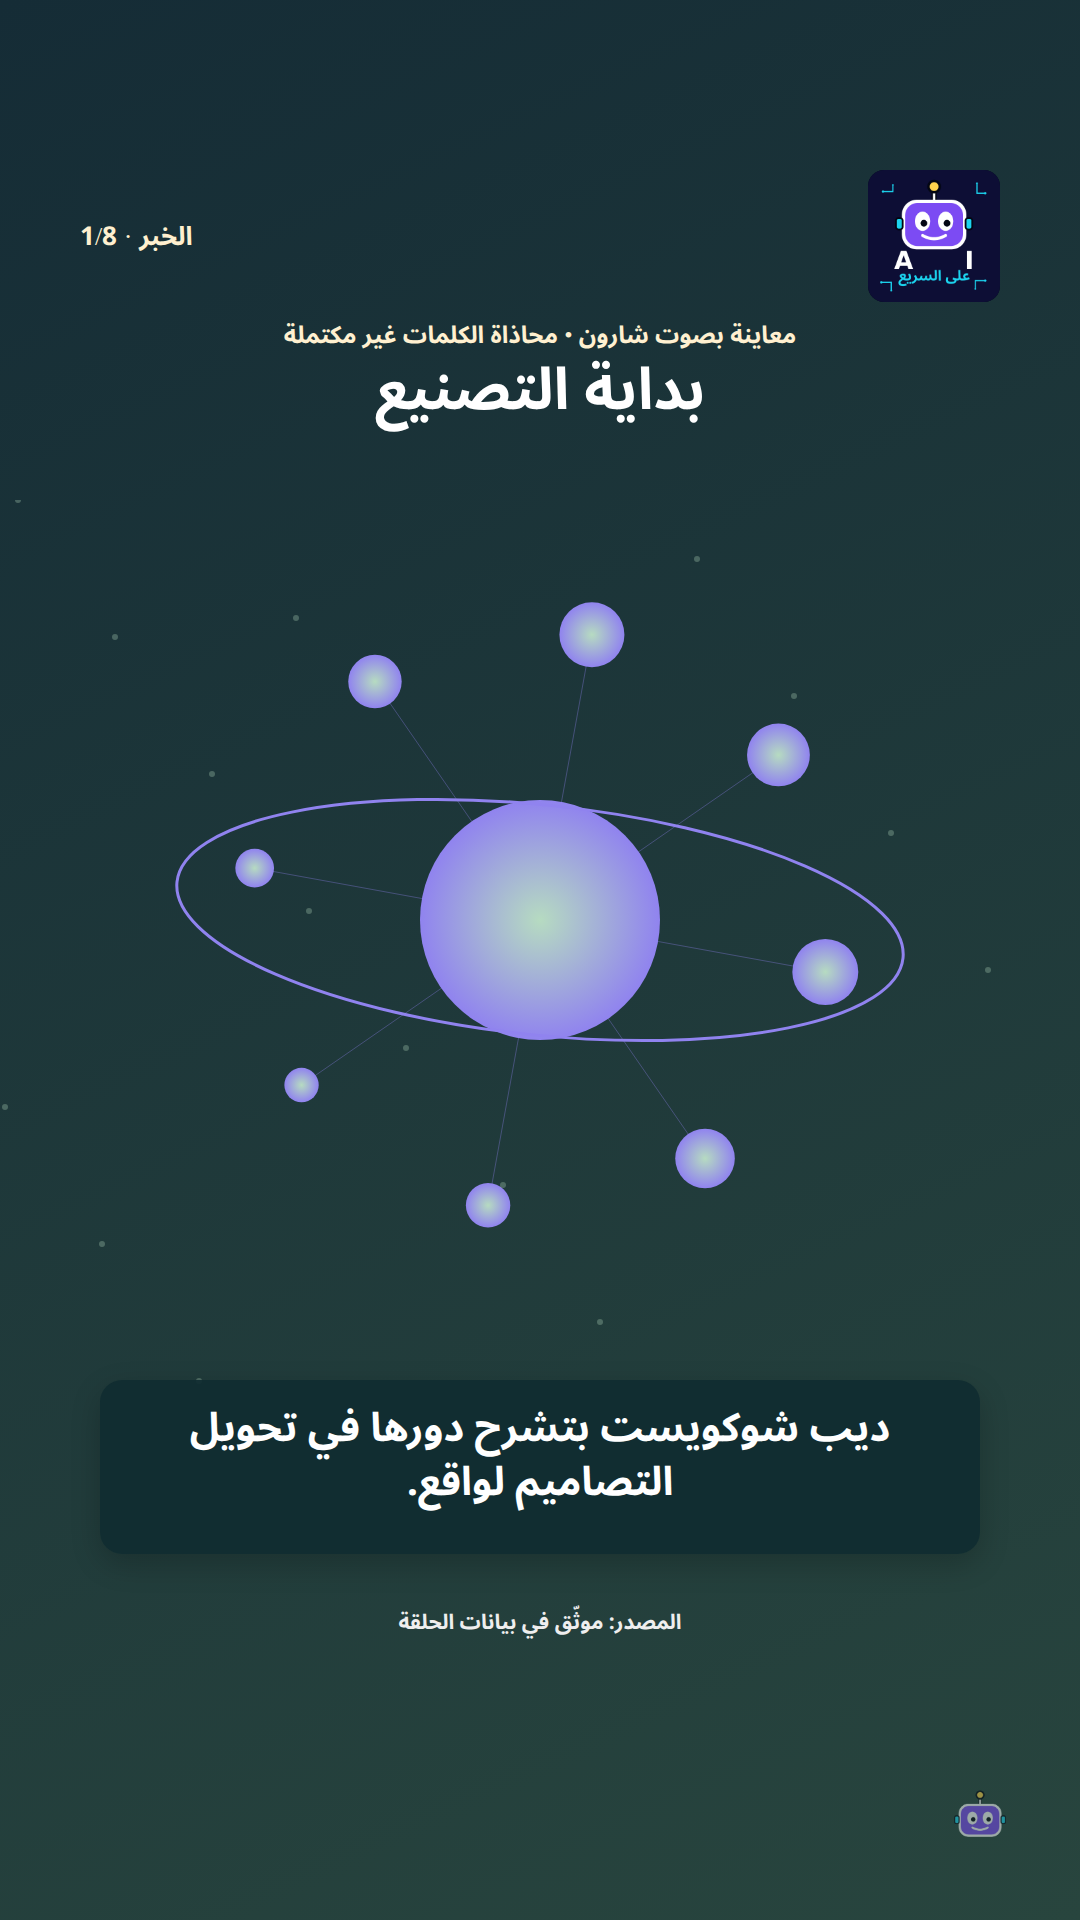 A I
على السريع
الخبر · 1/8
معاينة بصوت شارون • محاذاة الكلمات غير مكتملة
بداية التصنيع
ديب شوكويست بتشرح دورها في تحويل
التصاميم لواقع.
المصدر: موثّق في بيانات الحلقة